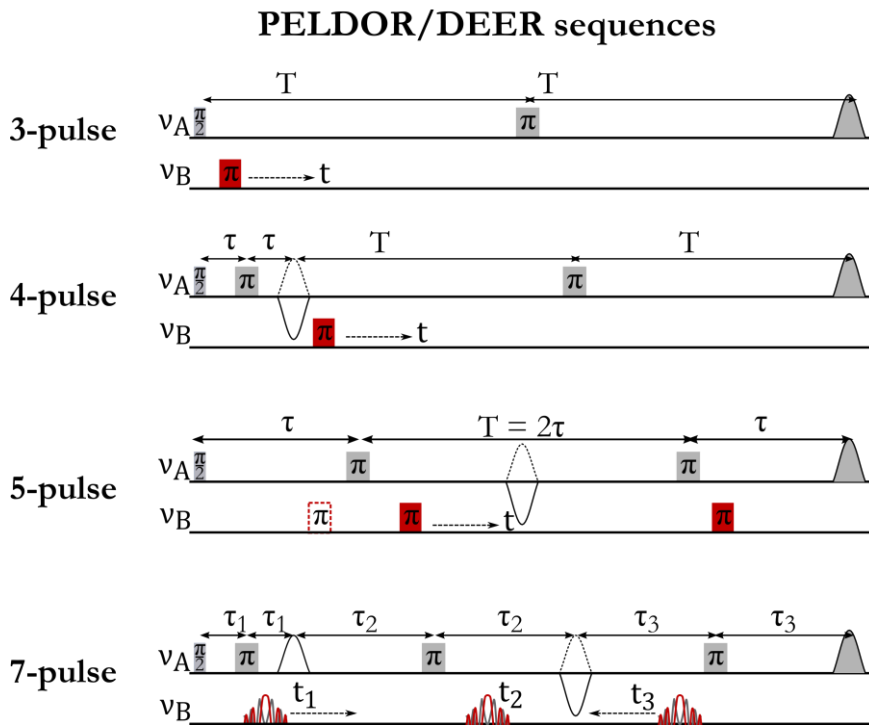 PELDOR/DEER sequences
T T
3-pulse
νA π/2 π
νB π t
τ τ T T
4-pulse
νA π/2 π π
νB π t
τ T = 2τ τ
5-pulse
νA π/2 π π
νB π π t π
τ1 τ1 τ2 τ2 τ3 τ3
7-pulse
νA π/2 π π π
νB t1 t2 t3